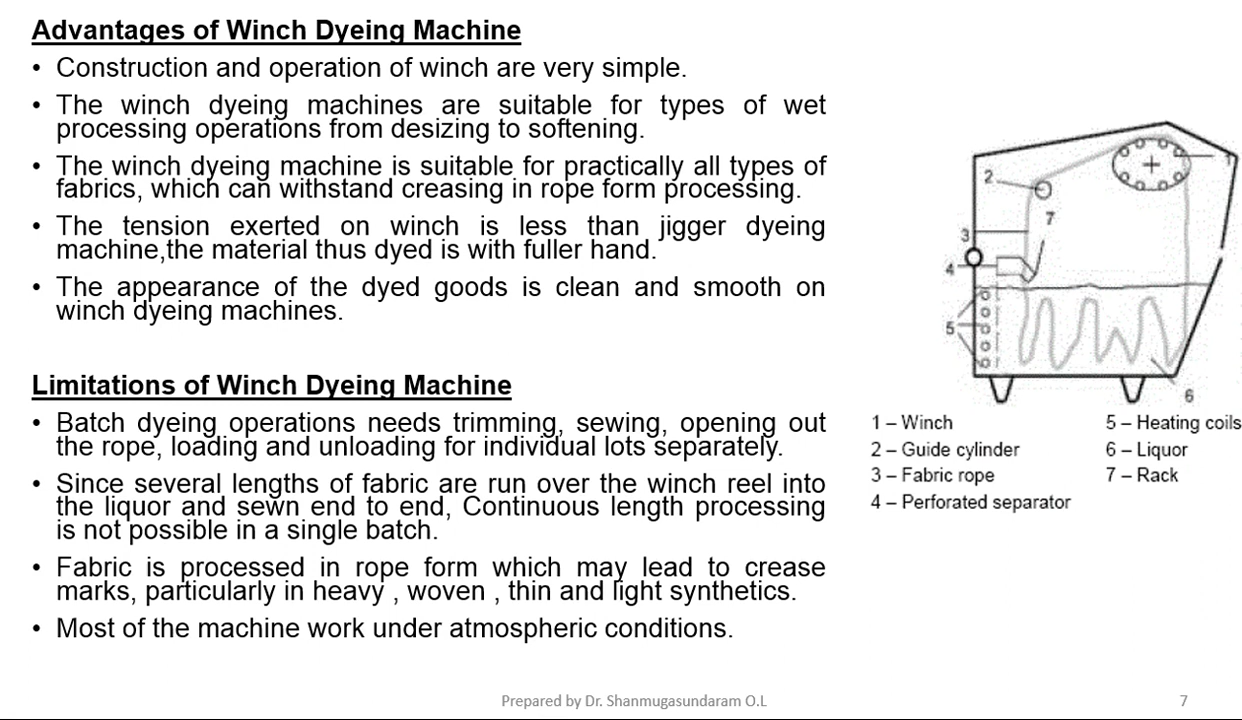 Advantages of Winch Dyeing Machine
• Construction and operation of winch are very simple.
• The winch dyeing machines are suitable for types of wet
processing operations from desizing to softening.
• The winch dyeing machine is suitable for practically all types of
fabrics, which can withstand creasing in rope form processing.
• The tension exerted on winch is less than jigger dyeing
machine,the material thus dyed is with fuller hand.
• The appearance of the dyed goods is clean and smooth on
winch dyeing machines.
Limitations of Winch Dyeing Machine
• Batch dyeing operations needs trimming, sewing, opening out
the rope, loading and unloading for individual lots separately.
• Since several lengths of fabric are run over the winch reel into
the liquor and sewn end to end, Continuous length processing
is not possible in a single batch.
• Fabric is processed in rope form which may lead to crease
marks, particularly in heavy , woven , thin and light synthetics.
• Most of the machine work under atmospheric conditions.
1
2
7
3
4
5
6
1 – Winch
2 – Guide cylinder
3 – Fabric rope
4 – Perforated separator
5 – Heating coils
6 – Liquor
7 – Rack
Prepared by Dr. Shanmugasundaram O.L
7